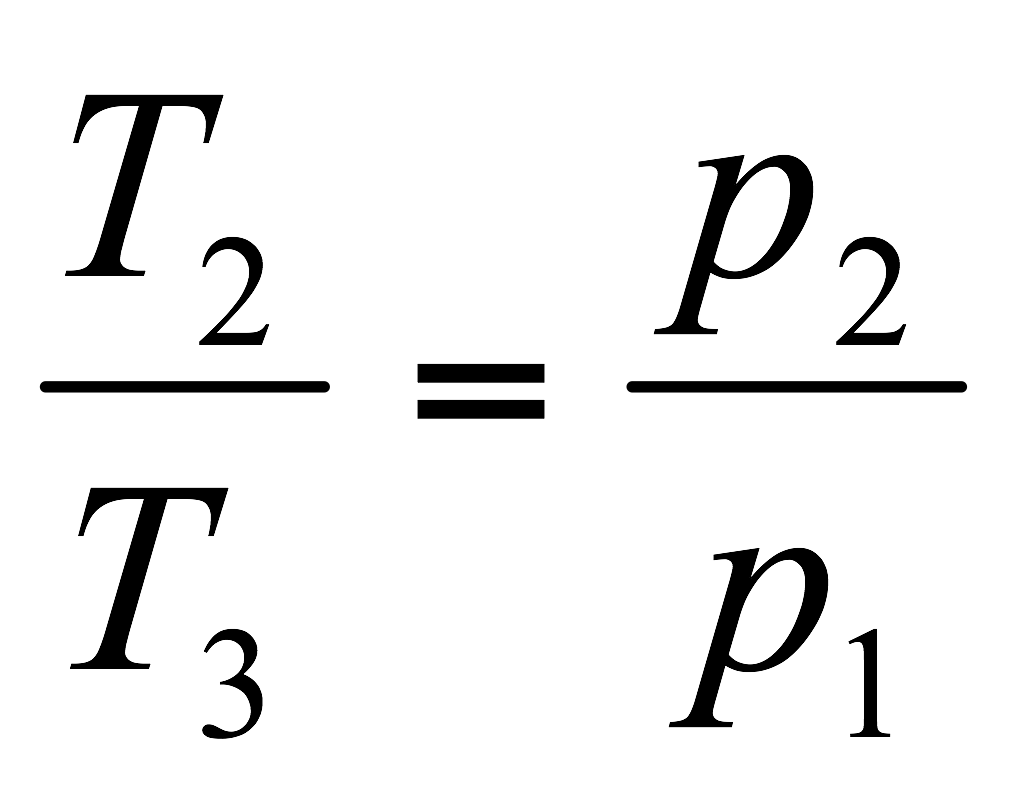 T₂/T₃ = p₂/p₁